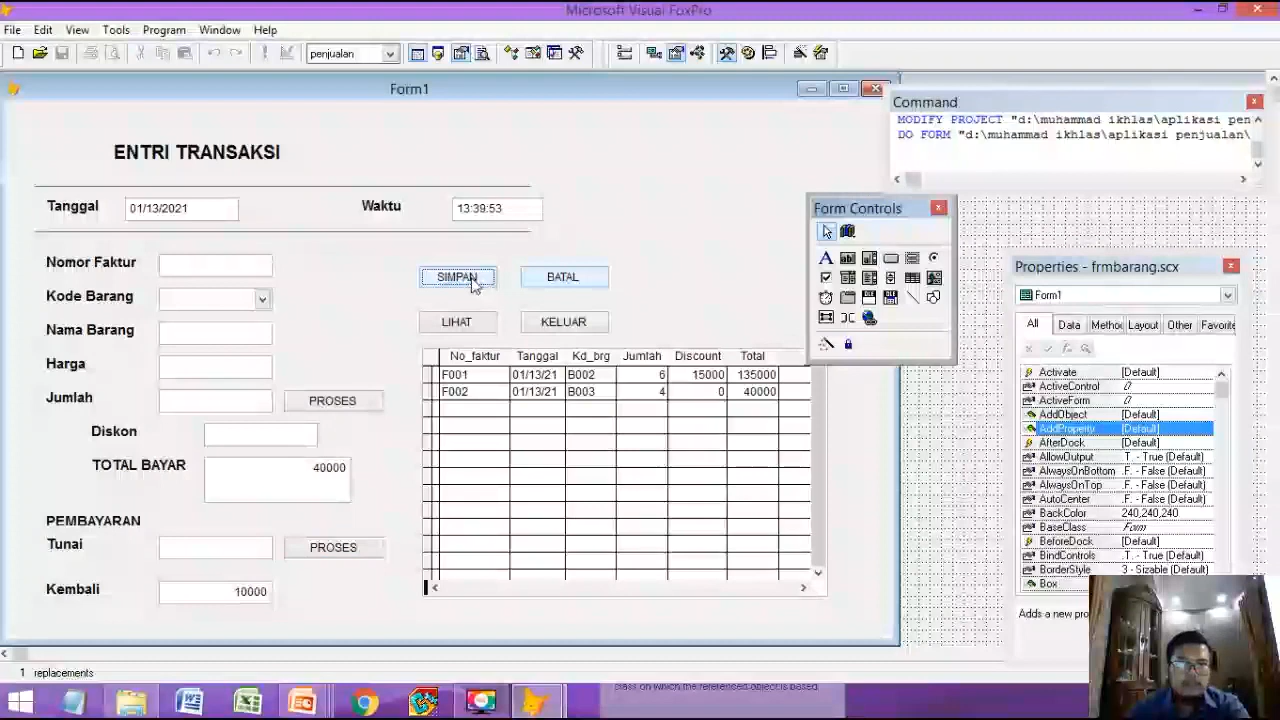 Microsoft Visual FoxPro
File Edit View Tools Program Window Help
penjualan
Form1
Command
MODIFY PROJECT "d:\muhammad ikhlas\aplikasi pen
DO FORM "d:\muhammad ikhlas\aplikasi penjualan\
ENTRI TRANSAKSI
Tanggal 01/13/2021 Waktu 13:39:53
Nomor Faktur
Kode Barang
Nama Barang
Harga
Jumlah PROSES
Diskon
TOTAL BAYAR 40000
PEMBAYARAN
Tunai PROSES
Kembali 10000
SIMPAN BATAL
LIHAT KELUAR
No_faktur Tanggal Kd_brg Jumlah Discount Total
F001 01/13/21 B002 6 15000 135000
F002 01/13/21 B003 4 0 40000
Form Controls
Properties - frmbarang.scx
Form1
All Data Methods Layout Other Favorite
Activate [Default]
ActiveControl
ActiveForm
AddObject [Default]
AddProperty [Default]
AfterDock [Default]
AllowOutput .T. - True (Default)
AlwaysOnBottom .F. - False (Default)
AlwaysOnTop .F. - False (Default)
AutoCenter .F. - False (Default)
BackColor 240,240,240
BaseClass Form
BeforeDock [Default]
BindControls .T. - True (Default)
BorderStyle 3 - Sizable (Default)
Box
Adds a new pro
1 replacements
class on which the referenced object is based.